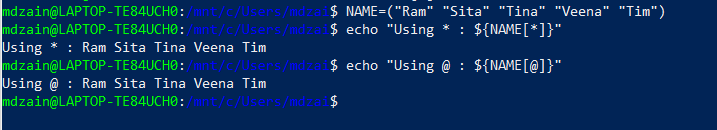 mdzain@LAPTOP-TE84UCH0:/mnt/c/Users/mdzai$ NAME=("Ram" "Sita" "Tina" "Veena" "Tim")
mdzain@LAPTOP-TE84UCH0:/mnt/c/Users/mdzai$ echo "Using * : ${NAME[*]}"
Using * : Ram Sita Tina Veena Tim
mdzain@LAPTOP-TE84UCH0:/mnt/c/Users/mdzai$ echo "Using @ : ${NAME[@]}"
Using @ : Ram Sita Tina Veena Tim
mdzain@LAPTOP-TE84UCH0:/mnt/c/Users/mdzai$